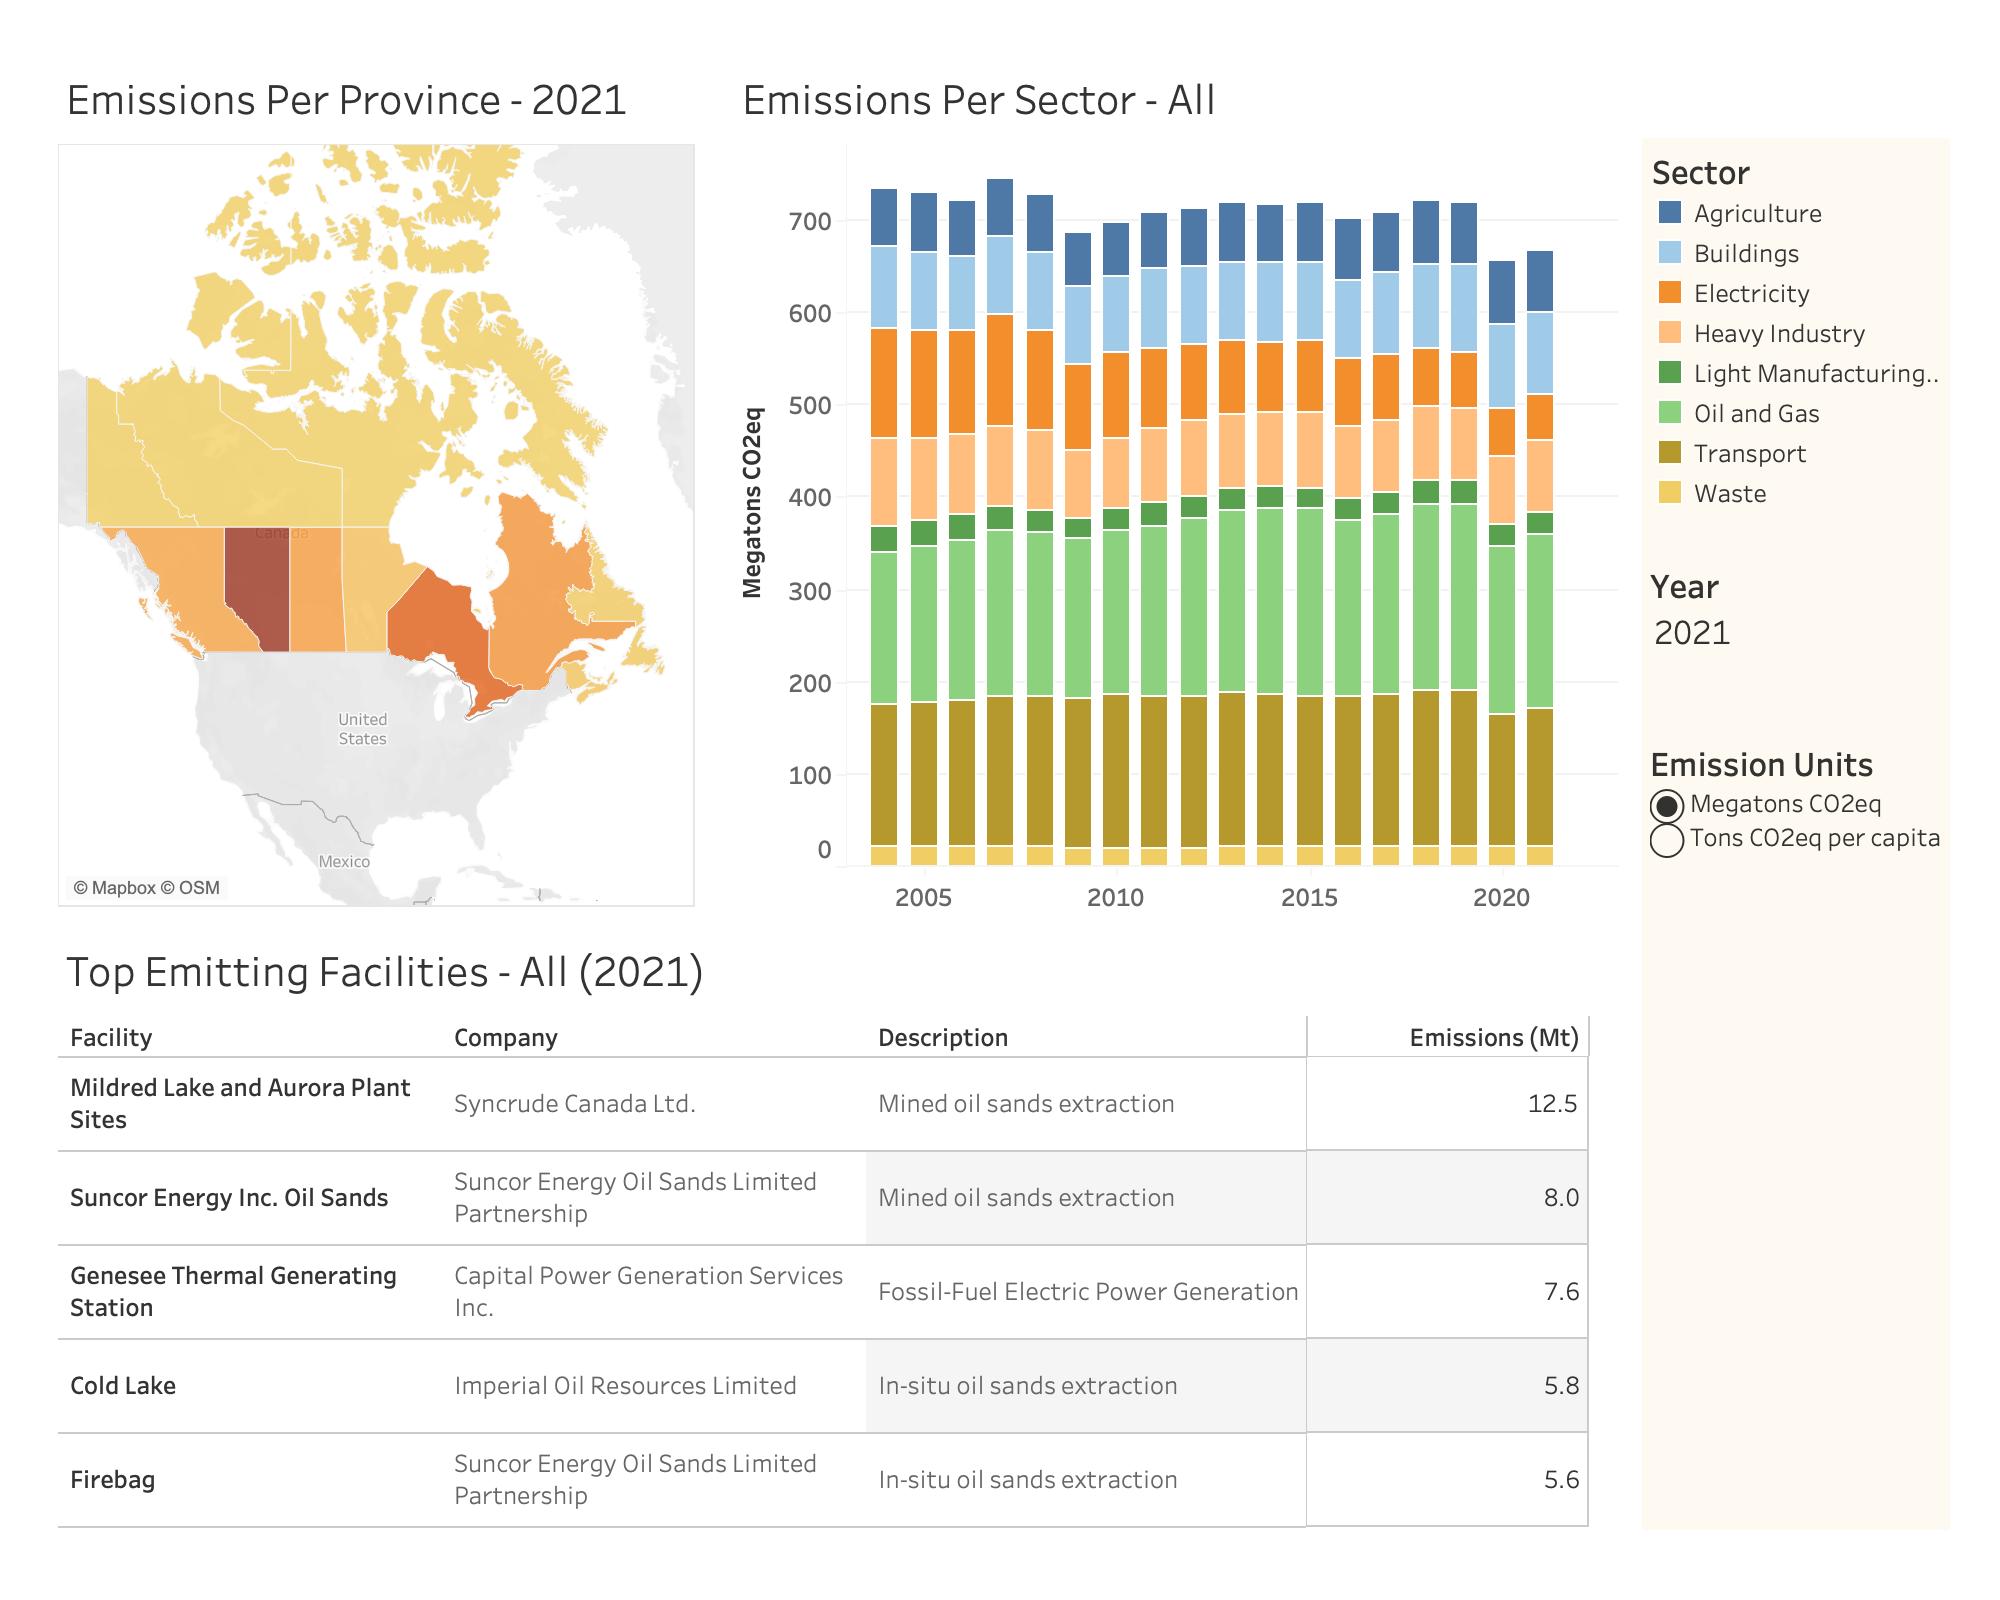 Emissions Per Province - 2021
Canada
United
States
Mexico
© Mapbox © OSM
Emissions Per Sector - All
Megatons CO2eq
700
600
500
400
300
200
100
0
2005
2010
2015
2020
Sector
Agriculture
Buildings
Electricity
Heavy Industry
Light Manufacturing..
Oil and Gas
Transport
Waste
Year
2021
Emission Units
Megatons CO2eq
Tons CO2eq per capita
Top Emitting Facilities - All (2021)
Facility Company Description Emissions (Mt)
Mildred Lake and Aurora Plant
Sites
Syncrude Canada Ltd.
Mined oil sands extraction
12.5
Suncor Energy Inc. Oil Sands
Suncor Energy Oil Sands Limited
Partnership
Mined oil sands extraction
8.0
Genesee Thermal Generating
Station
Capital Power Generation Services
Inc.
Fossil-Fuel Electric Power Generation
7.6
Cold Lake
Imperial Oil Resources Limited
In-situ oil sands extraction
5.8
Firebag
Suncor Energy Oil Sands Limited
Partnership
In-situ oil sands extraction
5.6